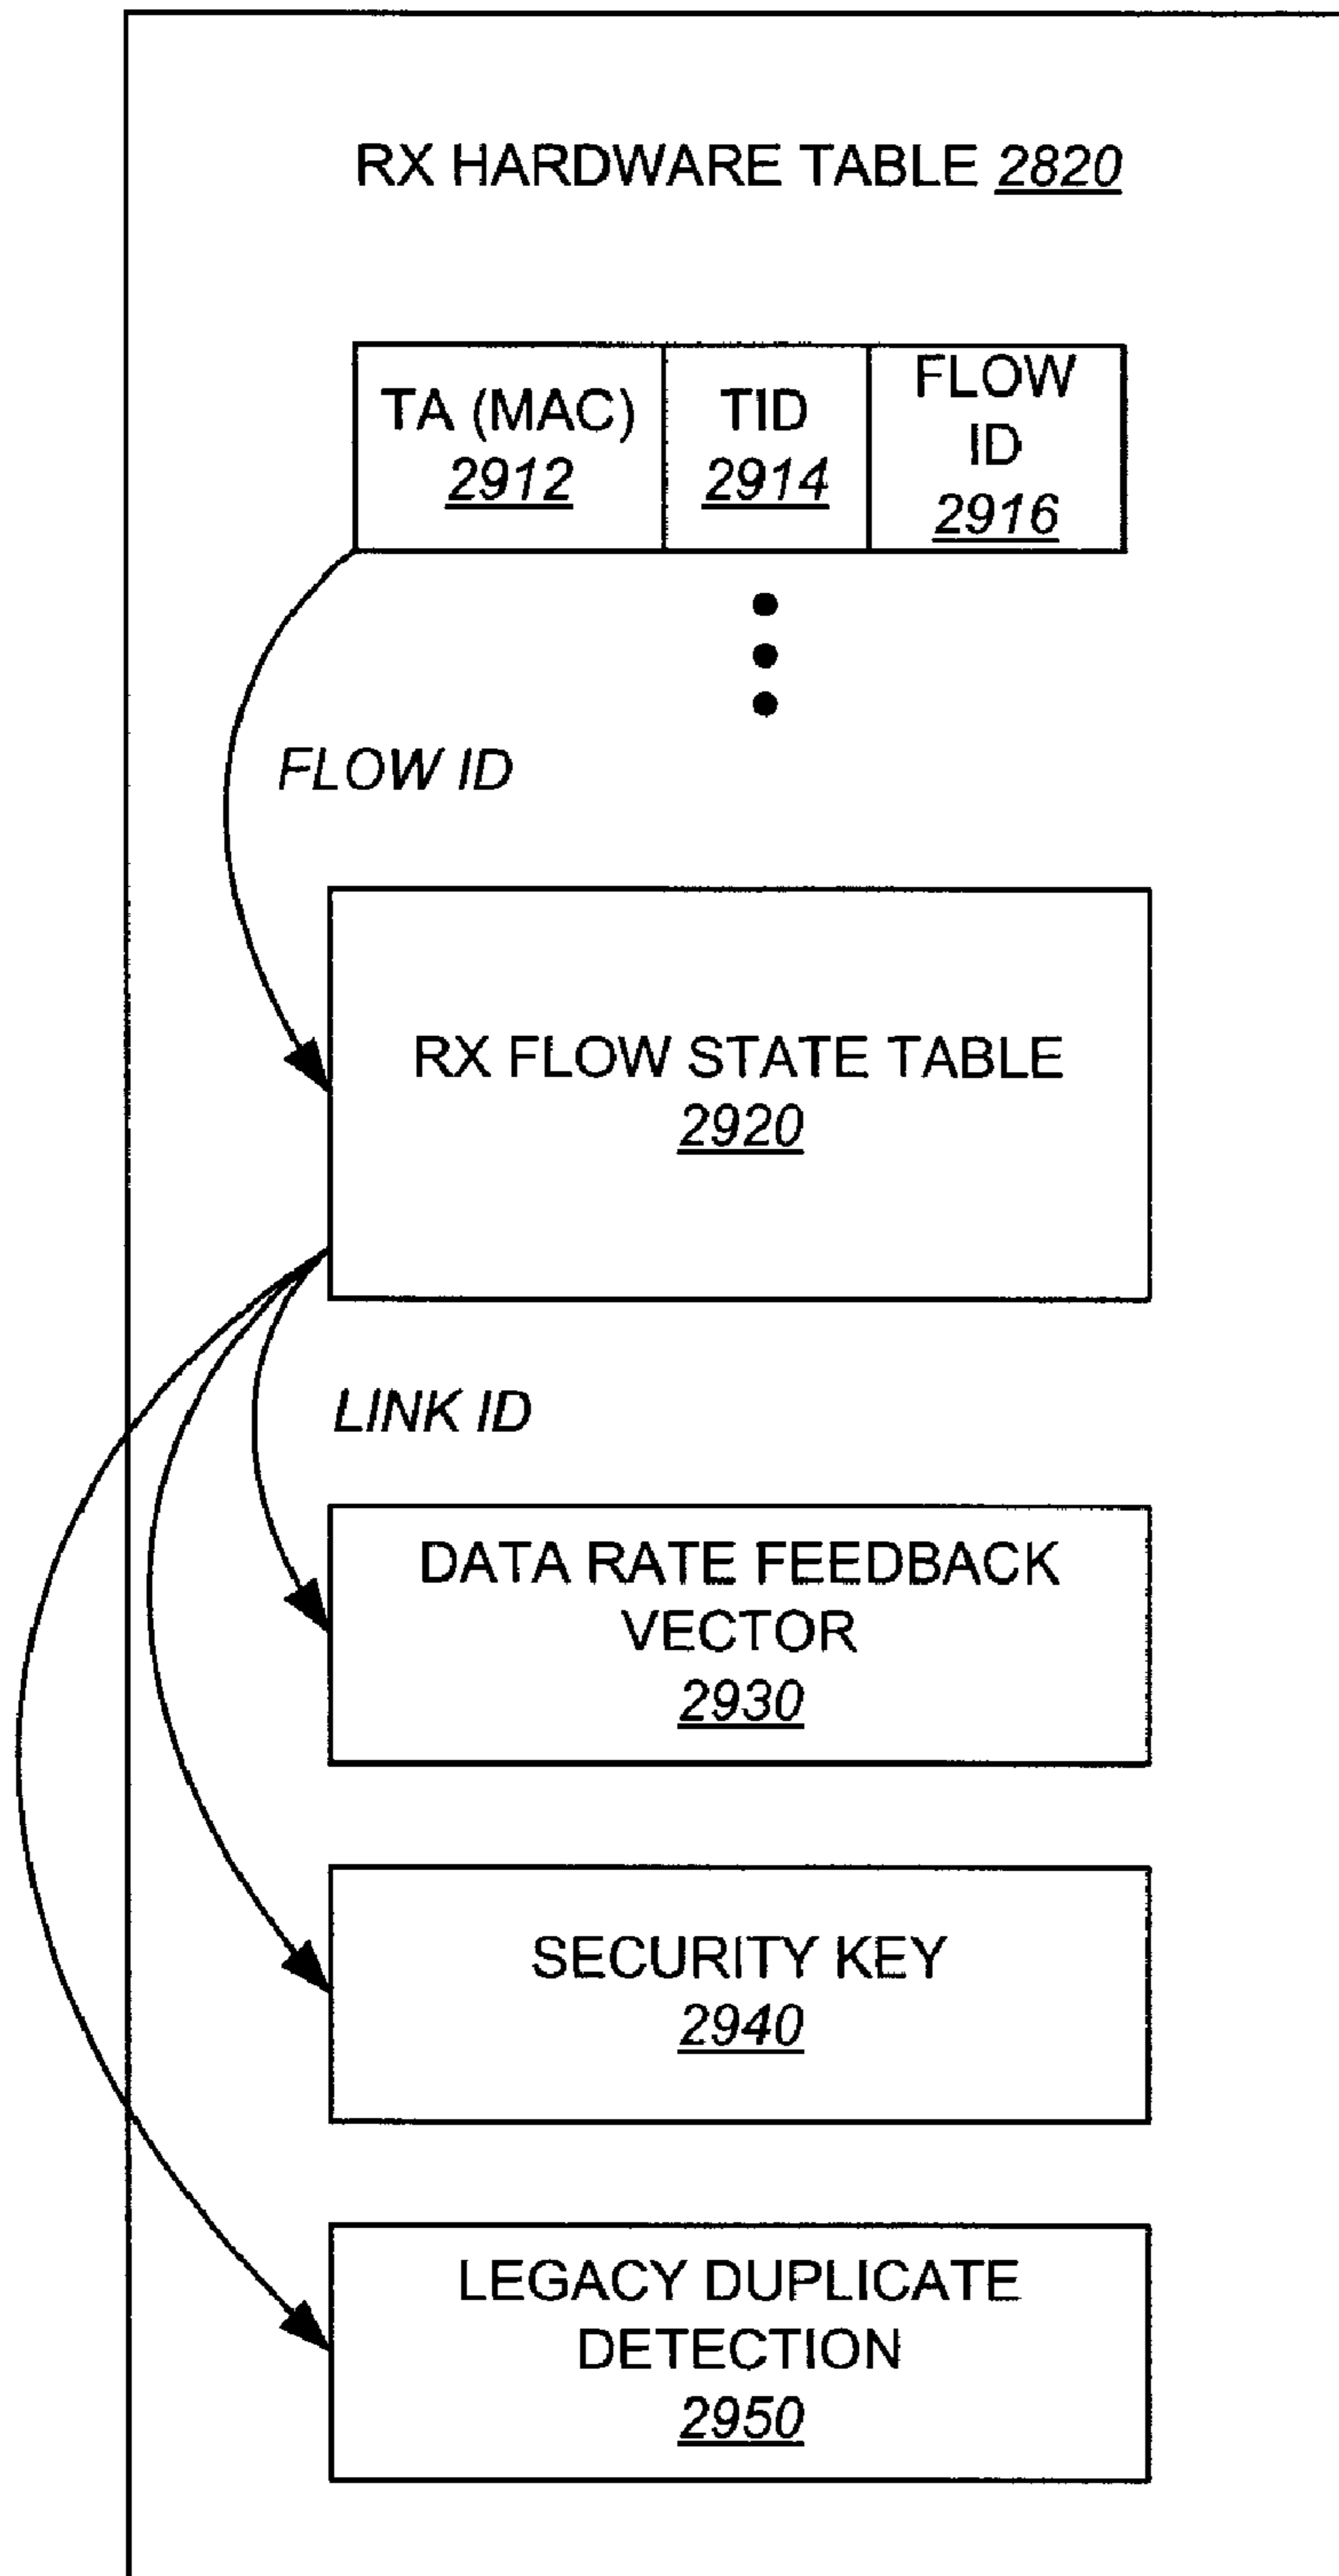 RX HARDWARE TABLE 2820
TA (MAC)
2912
TID
2914
FLOW
ID
2916
FLOW ID
RX FLOW STATE TABLE
2920
LINK ID
DATA RATE FEEDBACK
VECTOR
2930
SECURITY KEY
2940
LEGACY DUPLICATE
DETECTION
2950